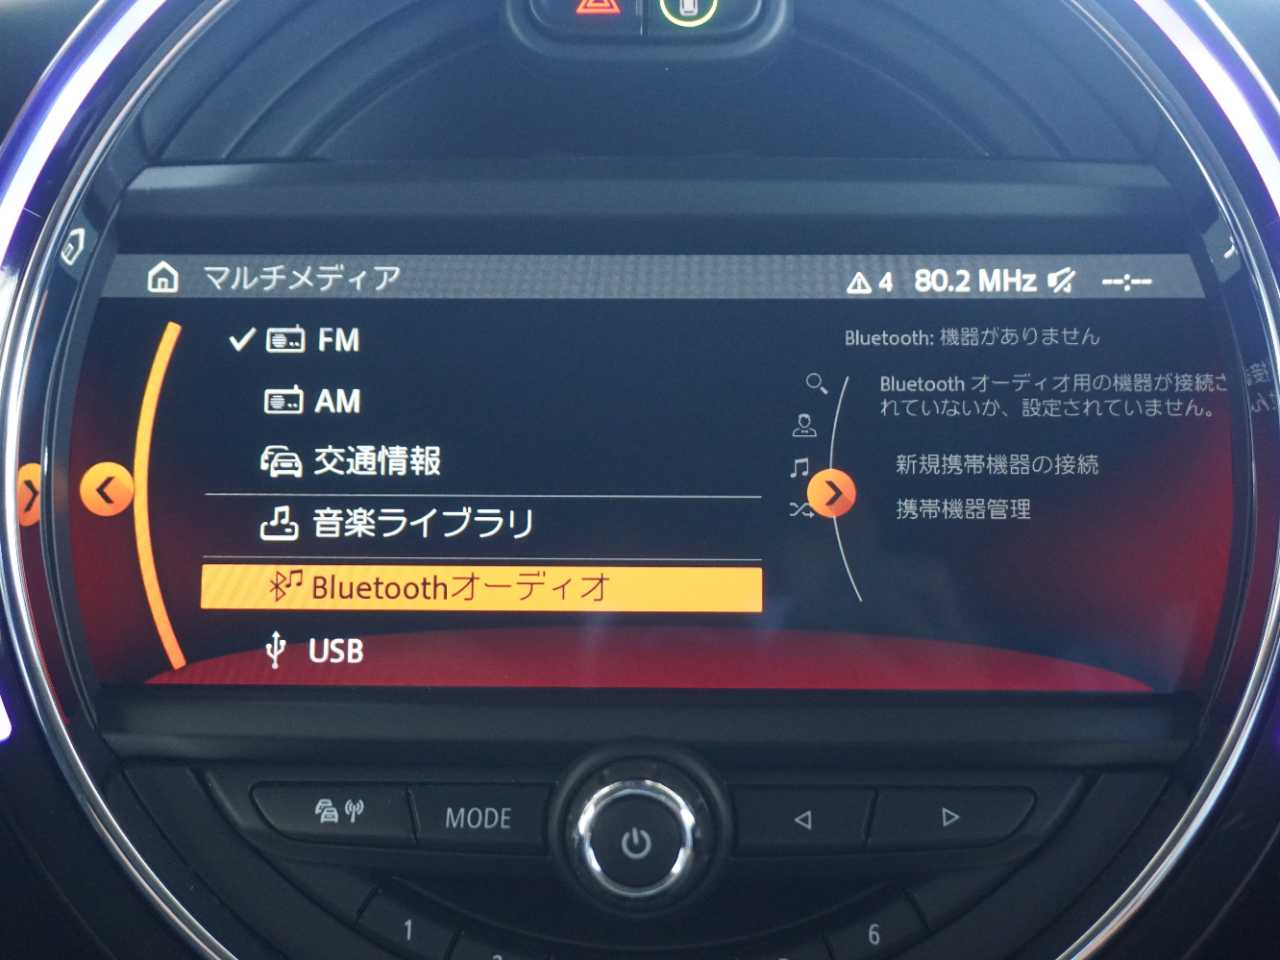 マルチメディア
4 80.2 MHz --:--
FM
AM
交通情報
音楽ライブラリ
Bluetoothオーディオ
USB
Bluetooth: 機器がありません
Bluetooth オーディオ用の機器が接続さ
れていないか、設定されていません。
新規携帯機器の接続
携帯機器管理
MODE
1
6